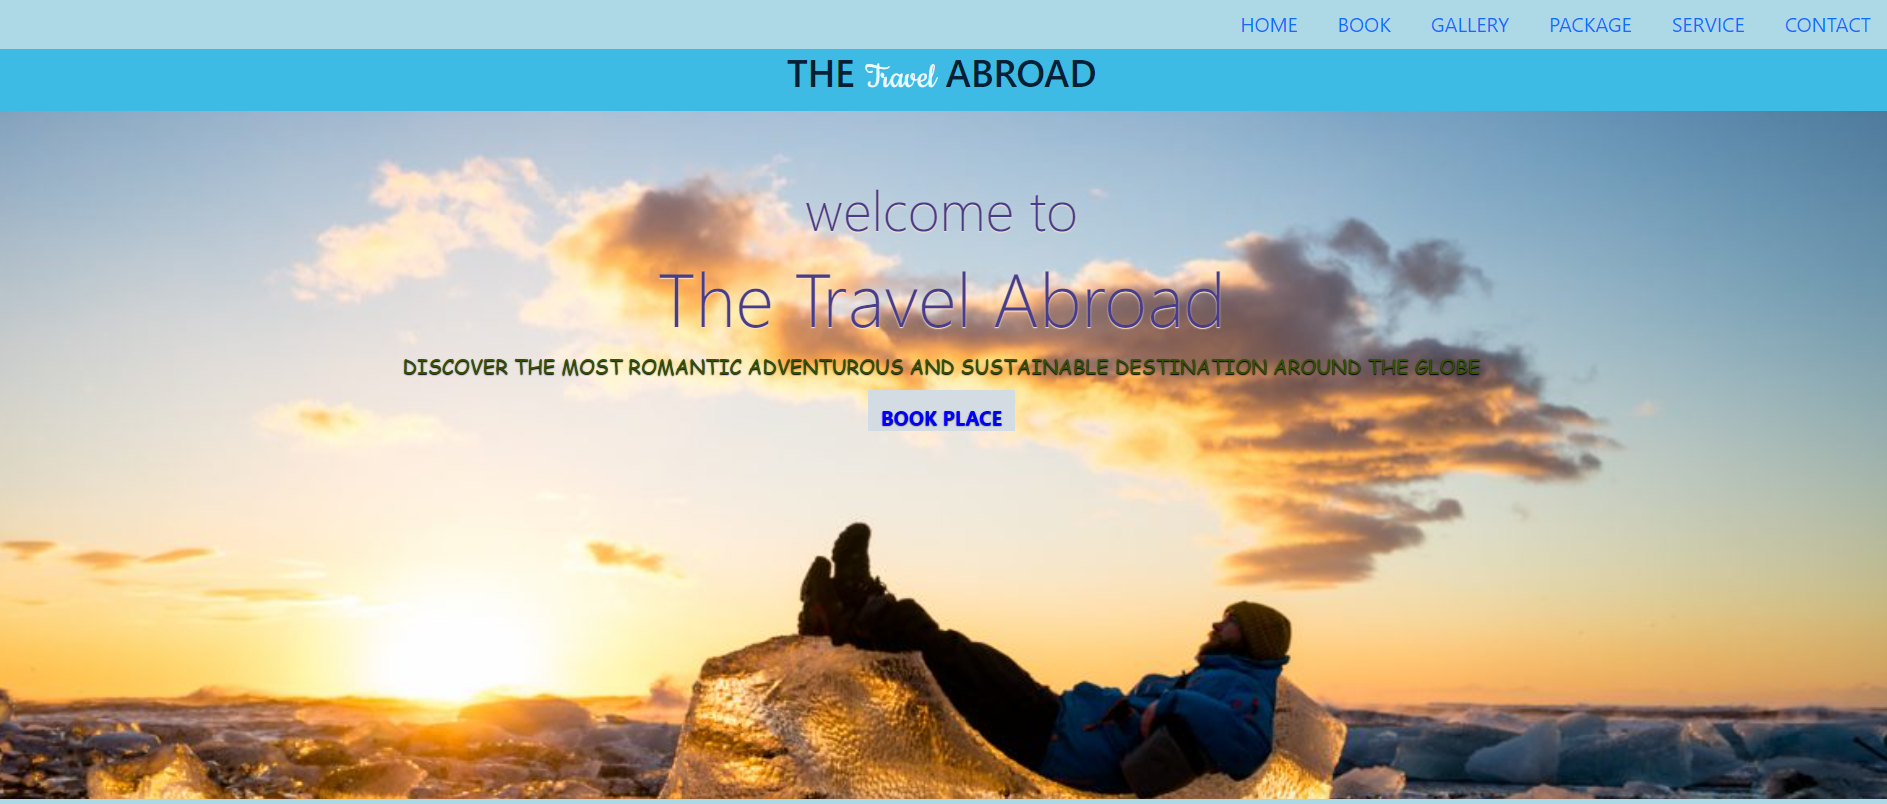 HOME BOOK GALLERY PACKAGE SERVICE CONTACT
THE Travel ABROAD
welcome to
The Travel Abroad
DISCOVER THE MOST ROMANTIC ADVENTUROUS AND SUSTAINABLE DESTINATION AROUND THE GLOBE
BOOK PLACE